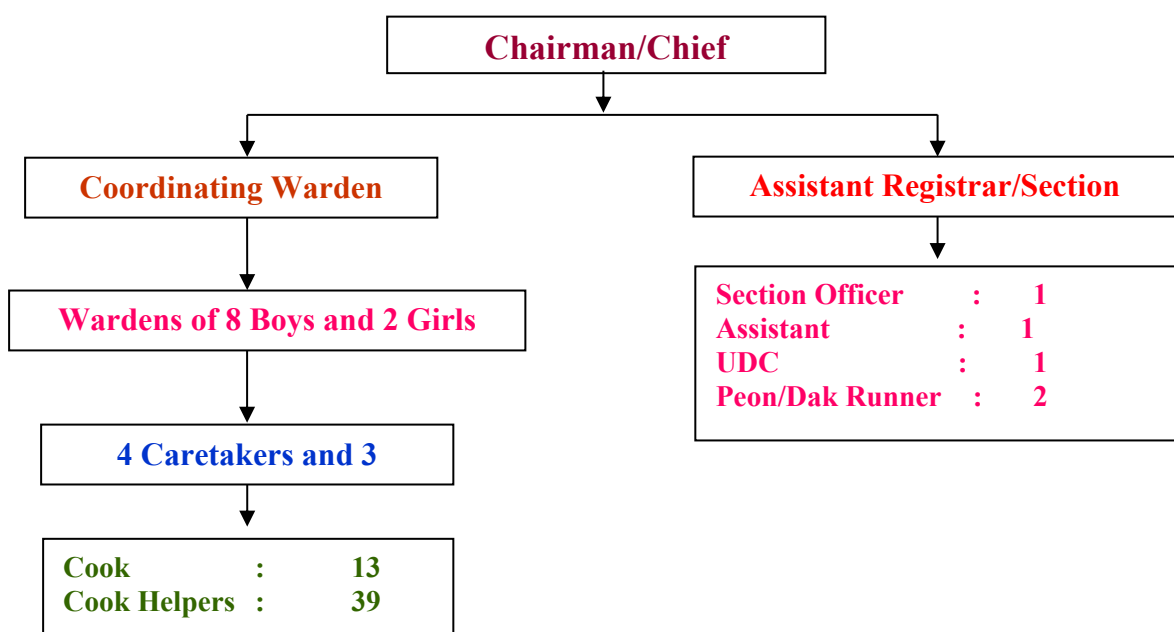 Chairman/Chief
Coordinating Warden
Assistant Registrar/Section
Wardens of 8 Boys and 2 Girls
Section Officer : 1
Assistant : 1
UDC : 1
Peon/Dak Runner : 2
4 Caretakers and 3
Cook : 13
Cook Helpers : 39